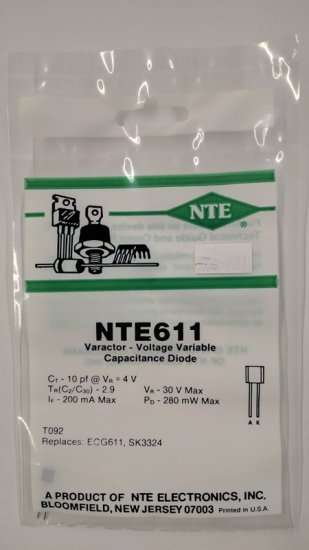 NTE
®
NTE611
Varactor - Voltage Variable
Capacitance Diode
CT - 10 pf @ VR = 4 V
TR(C2/C30) - 2.9 VR - 30 V Max
IF - 200 mA Max PD - 280 mW Max
A K
T092
Replaces: ECG611, SK3324
A PRODUCT OF NTE ELECTRONICS, INC.
BLOOMFIELD, NEW JERSEY 07003 Printed in U.S.A.